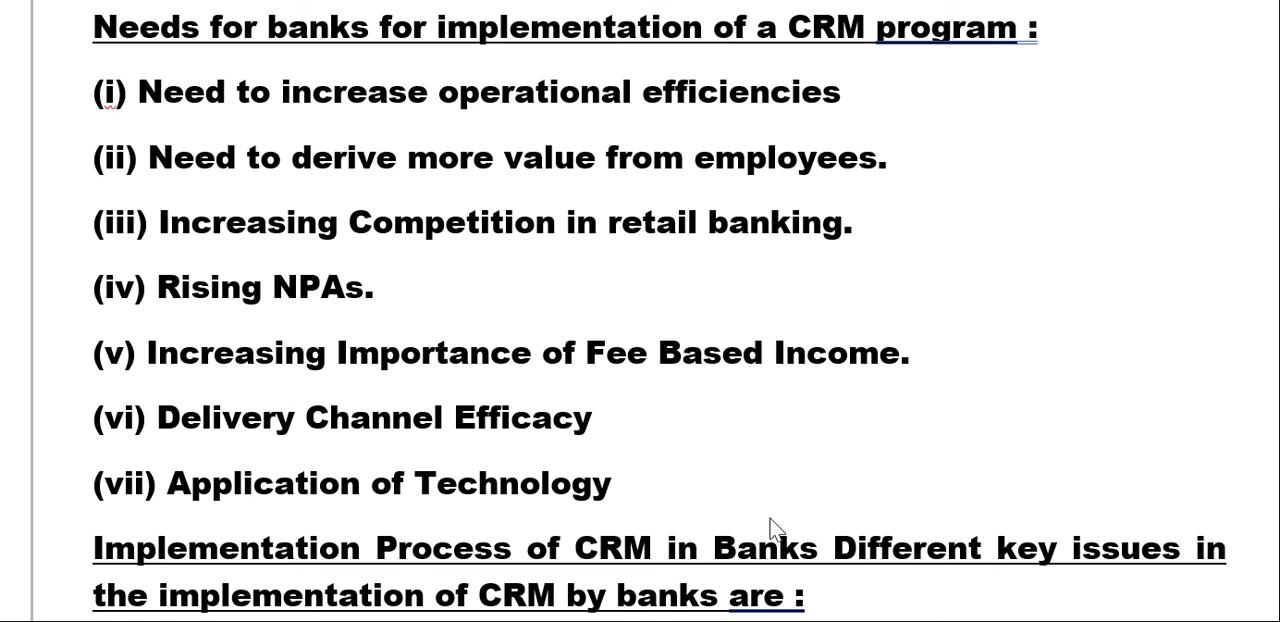 Needs for banks for implementation of a CRM program :
(i) Need to increase operational efficiencies
(ii) Need to derive more value from employees.
(iii) Increasing Competition in retail banking.
(iv) Rising NPAs.
(v) Increasing Importance of Fee Based Income.
(vi) Delivery Channel Efficacy
(vii) Application of Technology
Implementation Process of CRM in Banks Different key issues in
the implementation of CRM by banks are :